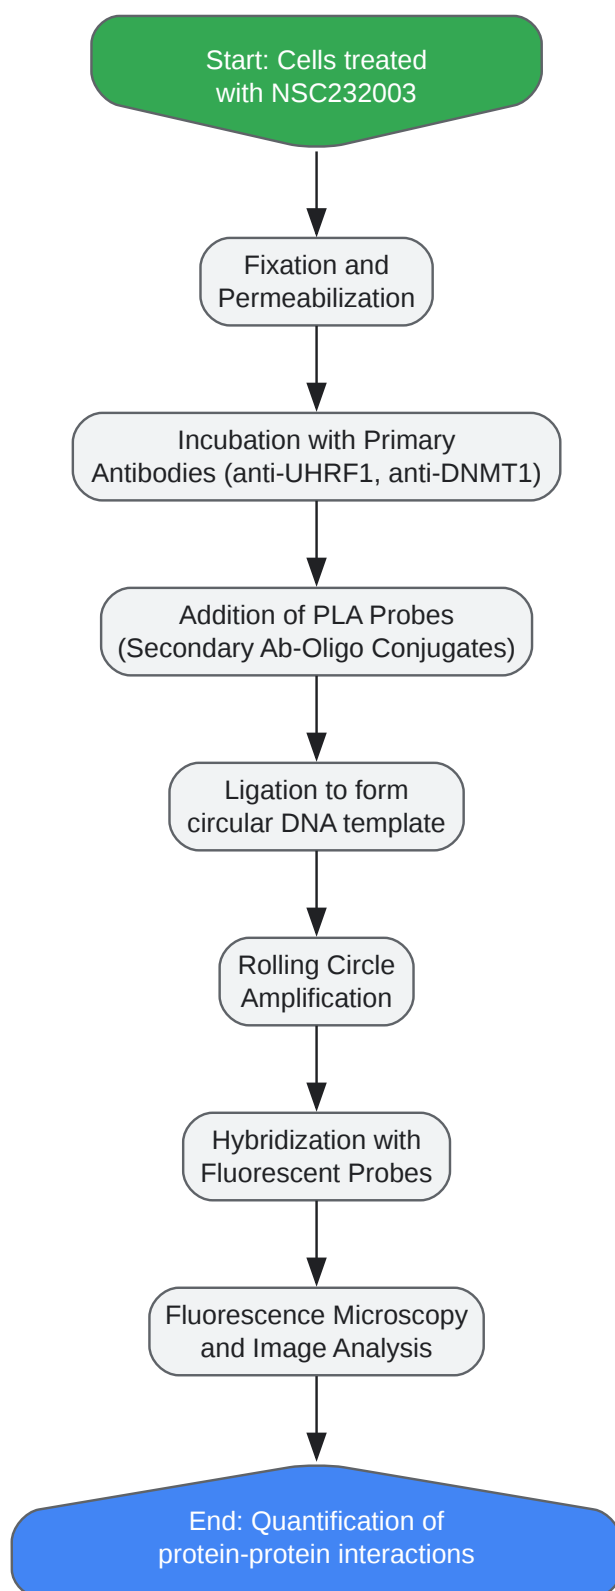 Start: Cells treated
with NSC232003
Fixation and
Permeabilization
Incubation with Primary
Antibodies (anti-UHRF1, anti-DNMT1)
Addition of PLA Probes
(Secondary Ab-Oligo Conjugates)
Ligation to form
circular DNA template
Rolling Circle
Amplification
Hybridization with
Fluorescent Probes
Fluorescence Microscopy
and Image Analysis
End: Quantification of
protein-protein interactions